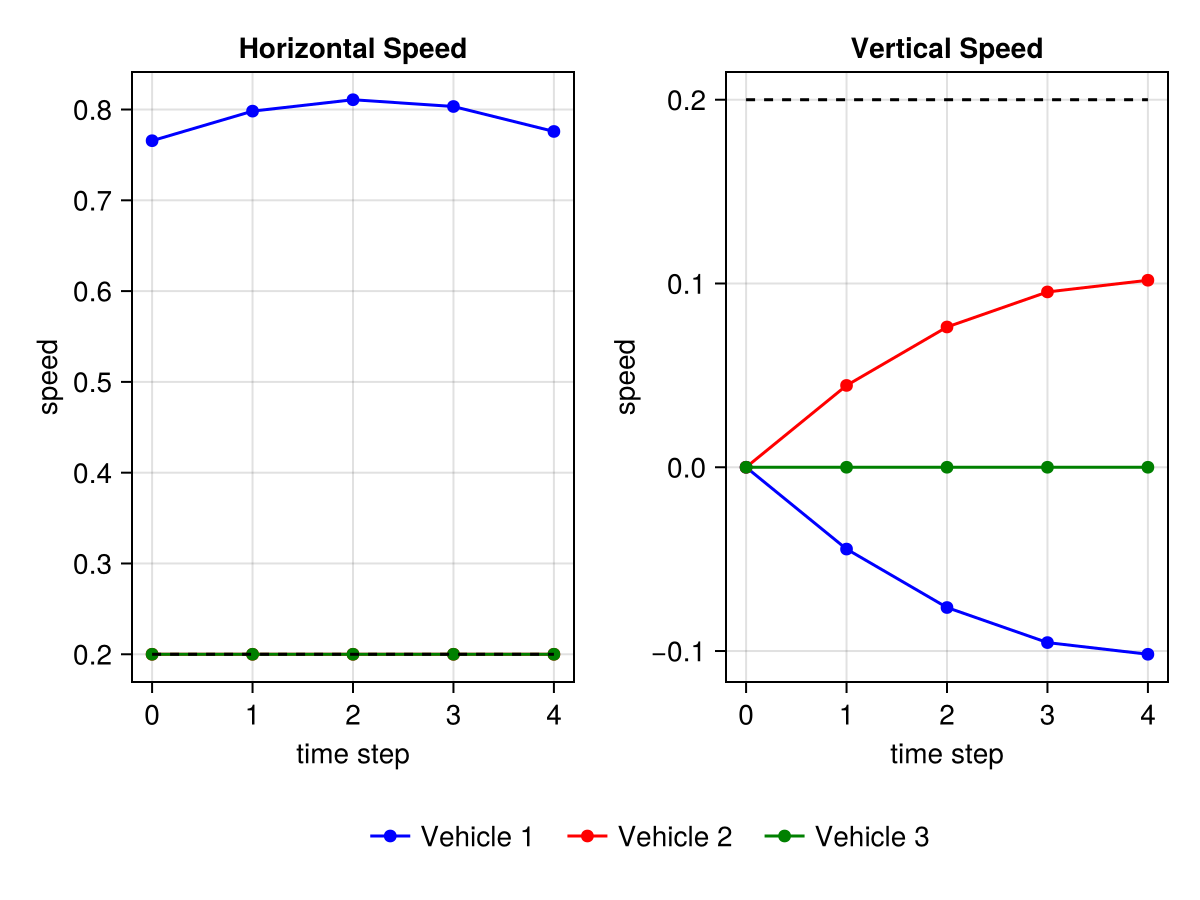 Horizontal Speed
0.8
0.7
0.6
0.5
0.4
0.3
0.2
speed
0 1 2 3 4
time step
Vertical Speed
0.2
0.1
0.0
−0.1
speed
0 1 2 3 4
time step
Vehicle 1 Vehicle 2 Vehicle 3